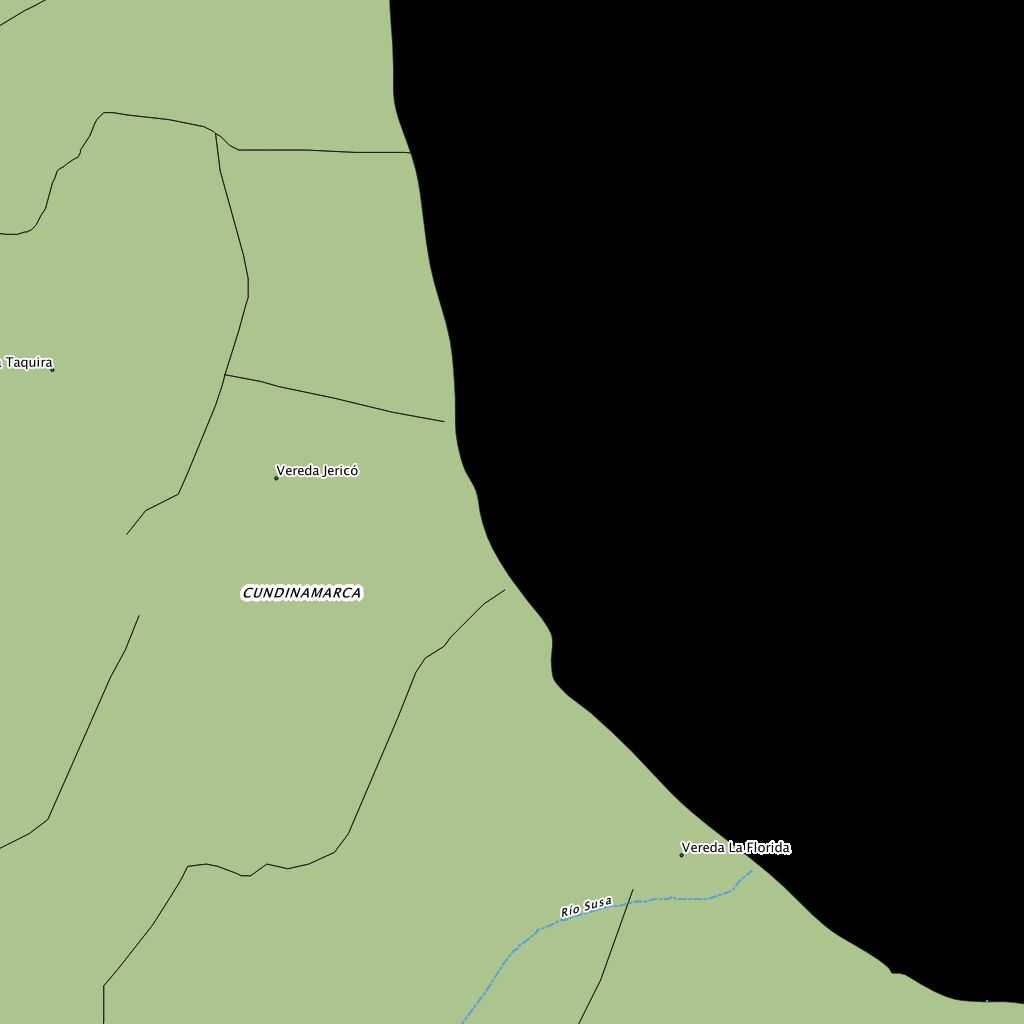 Taquira
Vereda Jericó
CUNDINAMARCA
Vereda La Florida
Río Susa